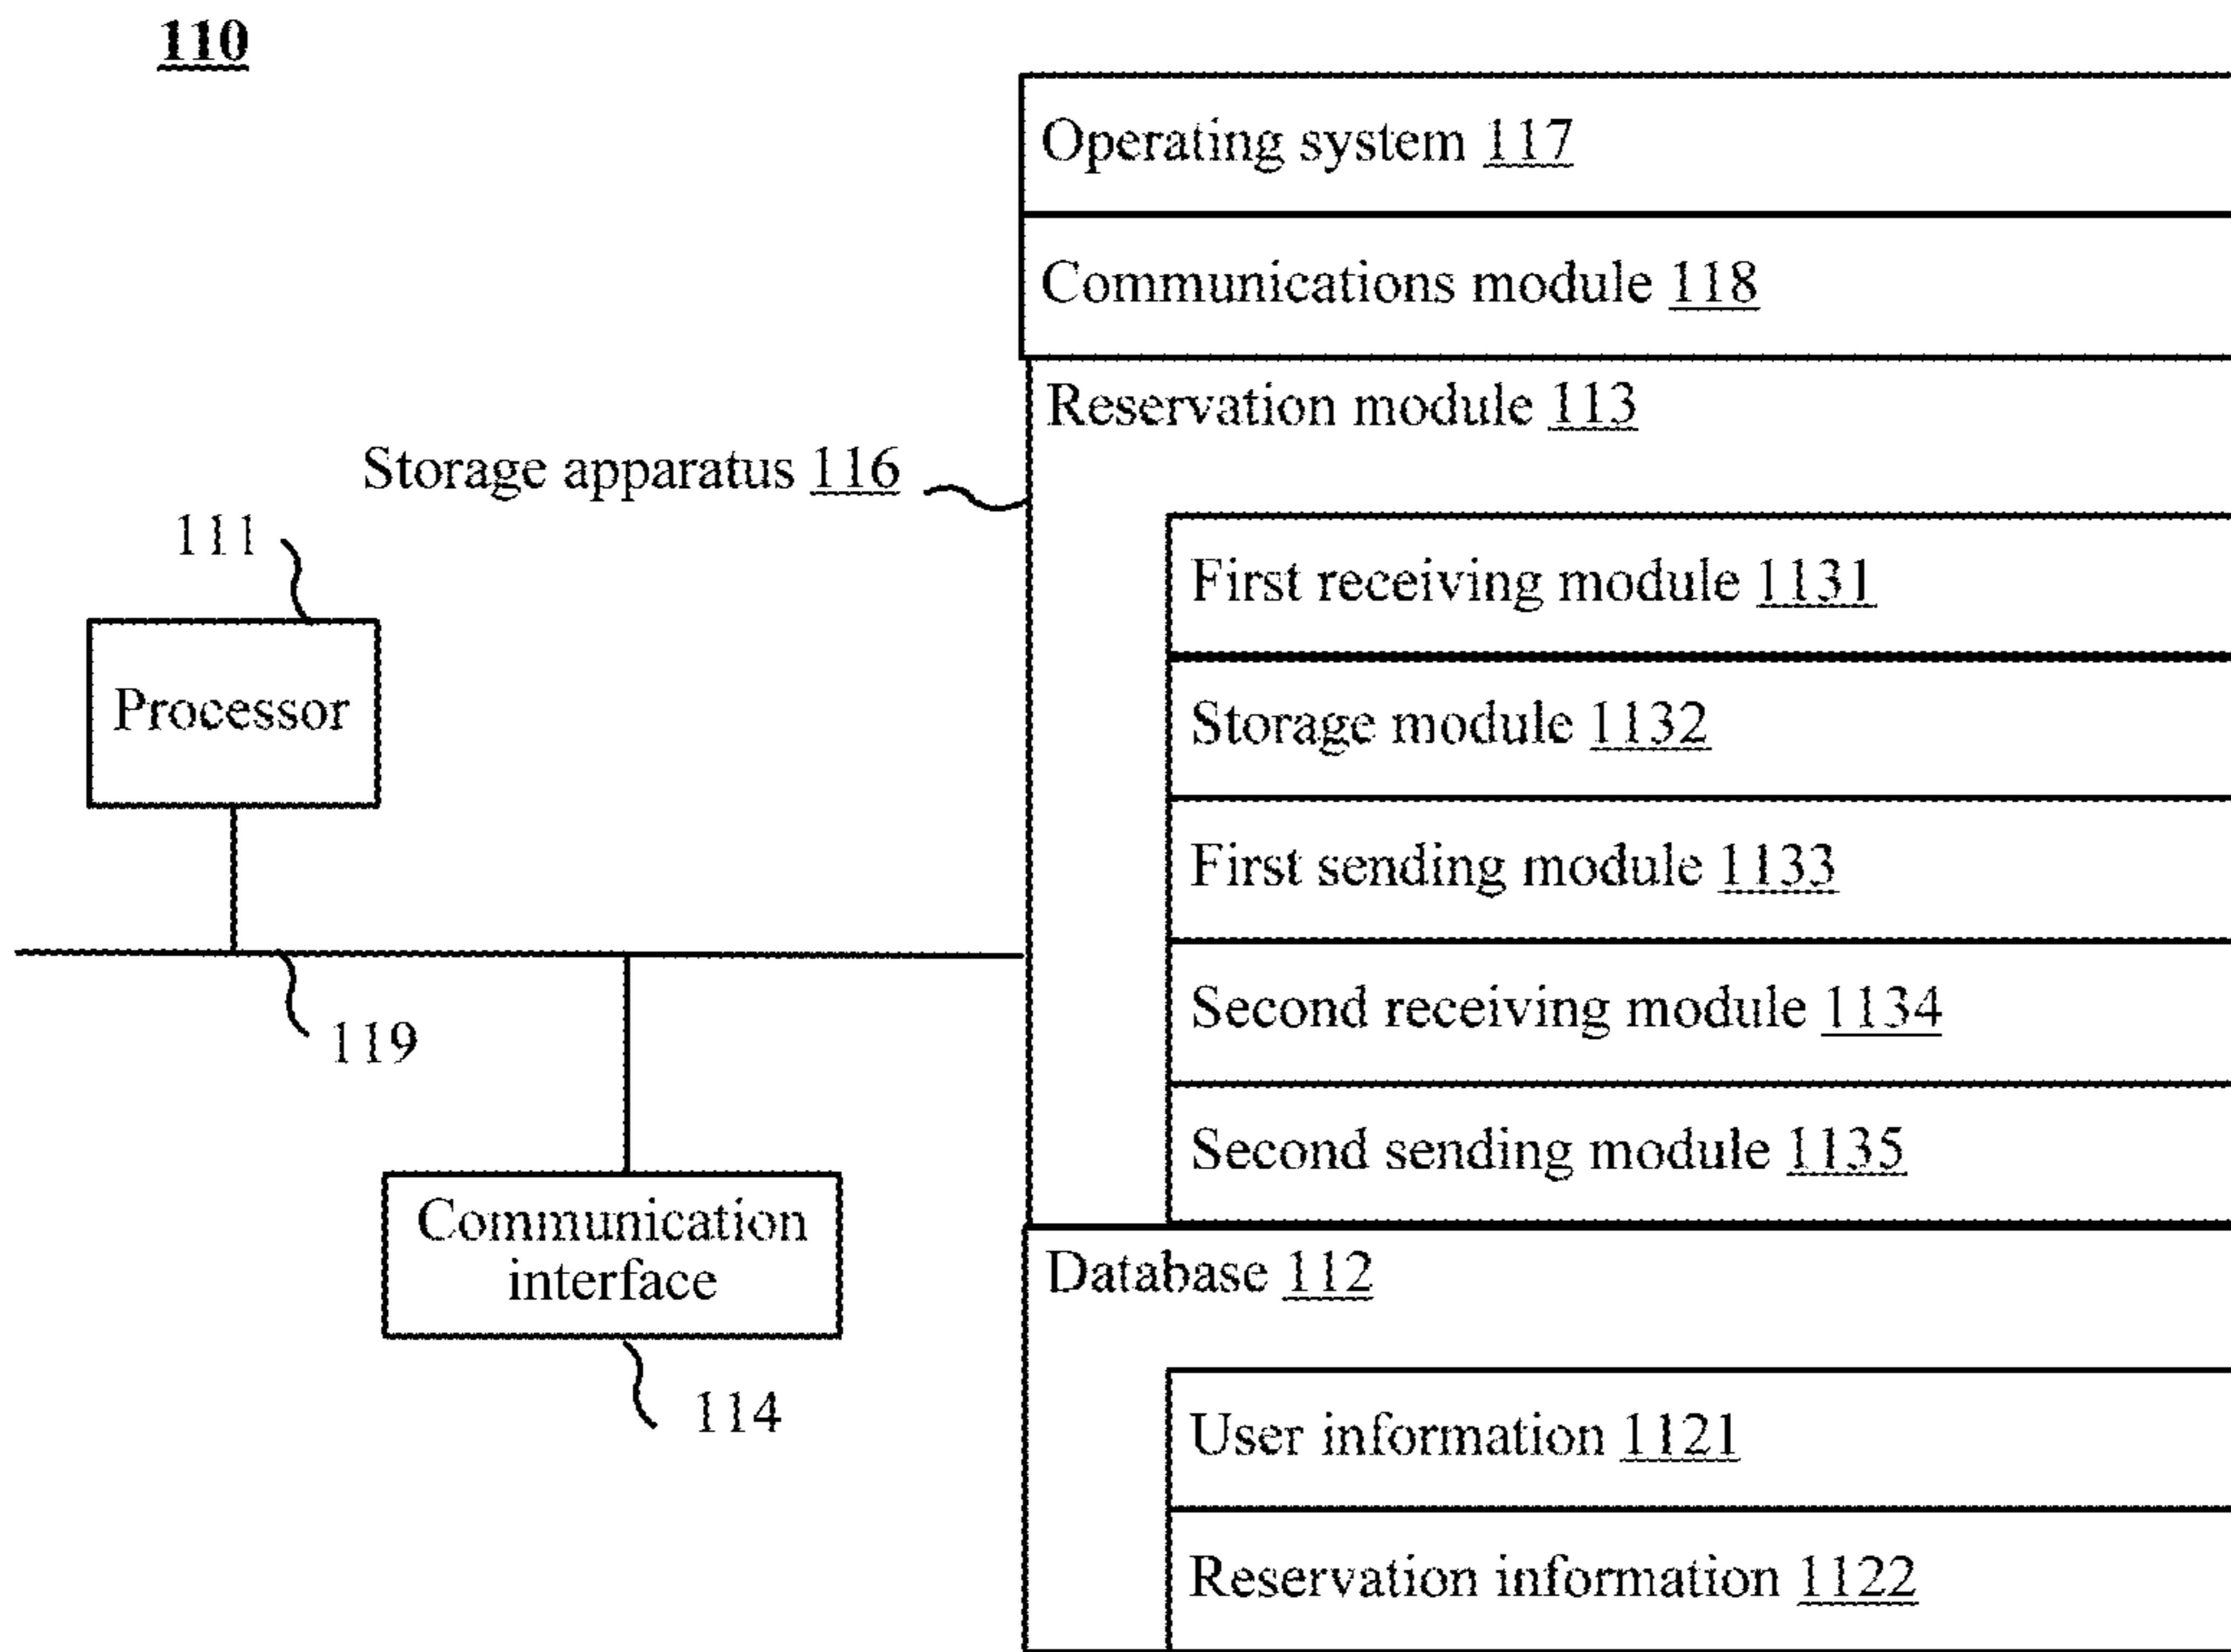 110
Operating system 117
Communications module 118
Reservation module 113
Storage apparatus 116
First receiving module 1131
111
Processor
Storage module 1132
First sending module 1133
Second receiving module 1134
119
Second sending module 1135
Communication
interface
114
Database 112
User information 1121
Reservation information 1122